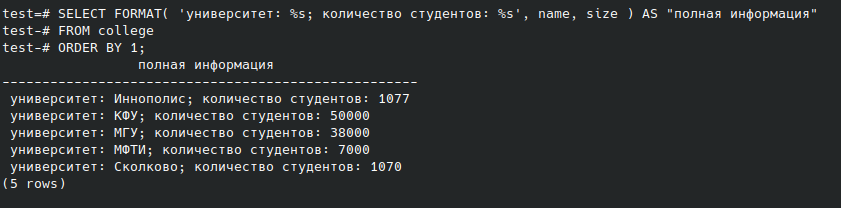 test=# SELECT FORMAT( 'университет: %s; количество студентов: %s', name, size ) AS "полная информация"
test-# FROM college
test-# ORDER BY 1;
полная информация
----------------------------------------------------
университет: Иннополис; количество студентов: 1077
университет: КФУ; количество студентов: 50000
университет: МГУ; количество студентов: 38000
университет: МФТИ; количество студентов: 7000
университет: Сколково; количество студентов: 1070
(5 rows)